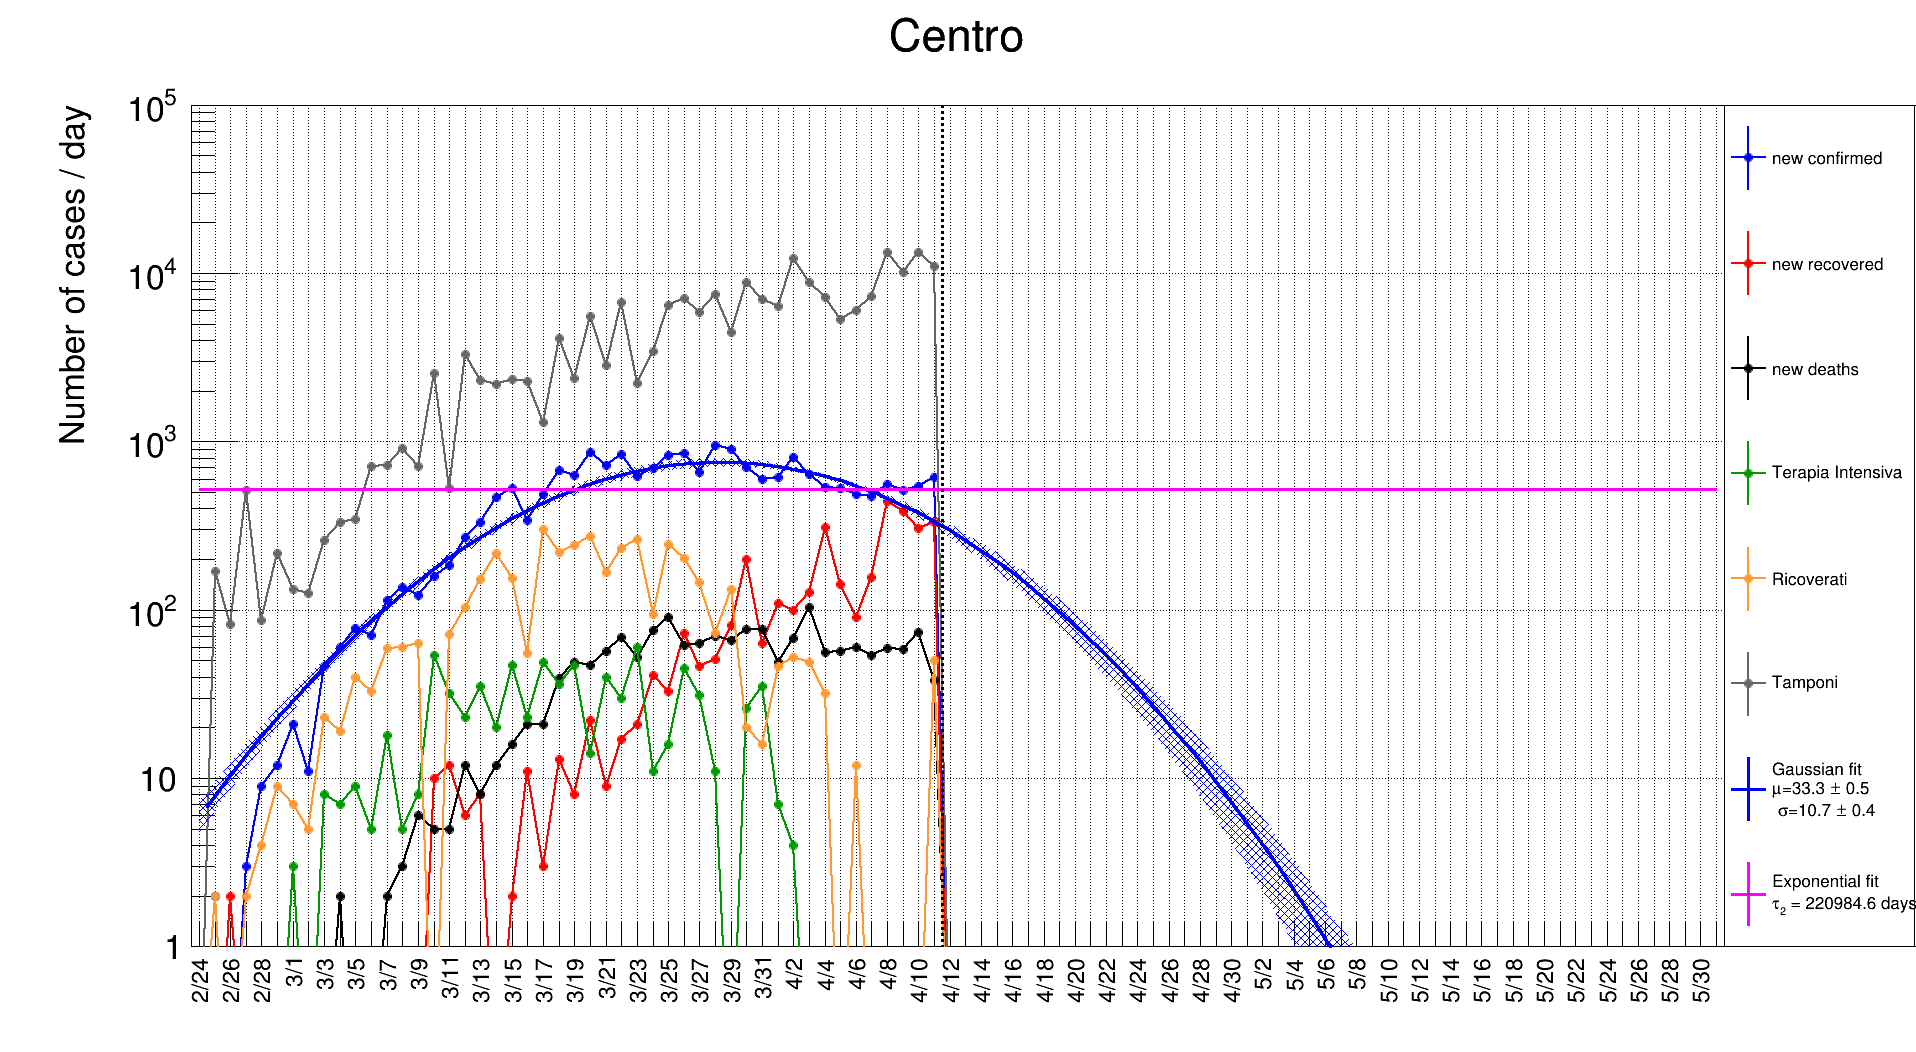 Centro
Number of cases / day
10^5
10^4
10^3
10^2
10
1
2/24 2/26 2/28 3/1 3/3 3/5 3/7 3/9 3/11 3/13 3/15 3/17 3/19 3/21 3/23 3/25 3/27 3/29 3/31 4/2 4/4 4/6 4/8 4/10 4/12 4/14 4/16 4/18 4/20 4/22 4/24 4/26 4/28 4/30 5/2 5/4 5/6 5/8 5/10 5/12 5/14 5/16 5/18 5/20 5/22 5/24 5/26 5/28 5/30
new confirmed
new recovered
new deaths
Terapia Intensiva
Ricoverati
Tamponi
Gaussian fit
μ=33.3 ± 0.5
σ=10.7 ± 0.4
Exponential fit
τ_2 = 220984.6 days